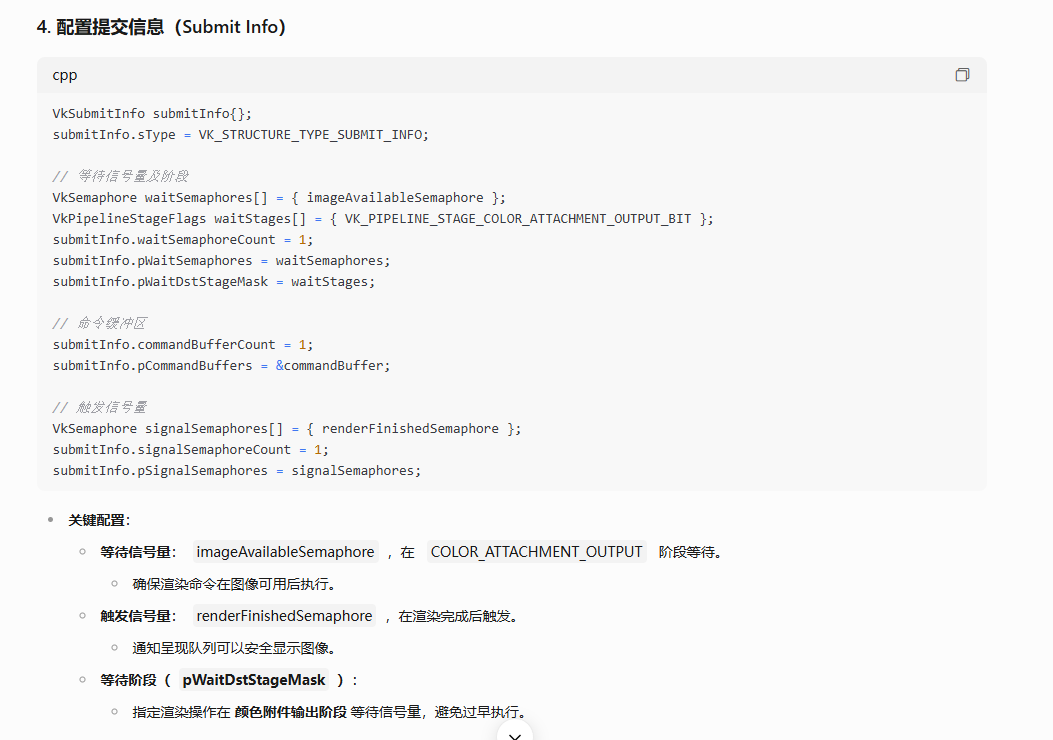 4. 配置提交信息（Submit Info）
cpp
VkSubmitInfo submitInfo{};
submitInfo.sType = VK_STRUCTURE_TYPE_SUBMIT_INFO;
// 等待信号量及阶段
VkSemaphore waitSemaphores[] = { imageAvailableSemaphore };
VkPipelineStageFlags waitStages[] = { VK_PIPELINE_STAGE_COLOR_ATTACHMENT_OUTPUT_BIT };
submitInfo.waitSemaphoreCount = 1;
submitInfo.pWaitSemaphores = waitSemaphores;
submitInfo.pWaitDstStageMask = waitStages;
// 命令缓冲区
submitInfo.commandBufferCount = 1;
submitInfo.pCommandBuffers = &commandBuffer;
// 触发信号量
VkSemaphore signalSemaphores[] = { renderFinishedSemaphore };
submitInfo.signalSemaphoreCount = 1;
submitInfo.pSignalSemaphores = signalSemaphores;
关键配置：
等待信号量： imageAvailableSemaphore ，在 COLOR_ATTACHMENT_OUTPUT 阶段等待。
确保渲染命令在图像可用后执行。
触发信号量： renderFinishedSemaphore ，在渲染完成后触发。
通知呈现队列可以安全显示图像。
等待阶段（ pWaitDstStageMask ）：
指定渲染操作在 颜色附件输出阶段 等待信号量，避免过早执行。